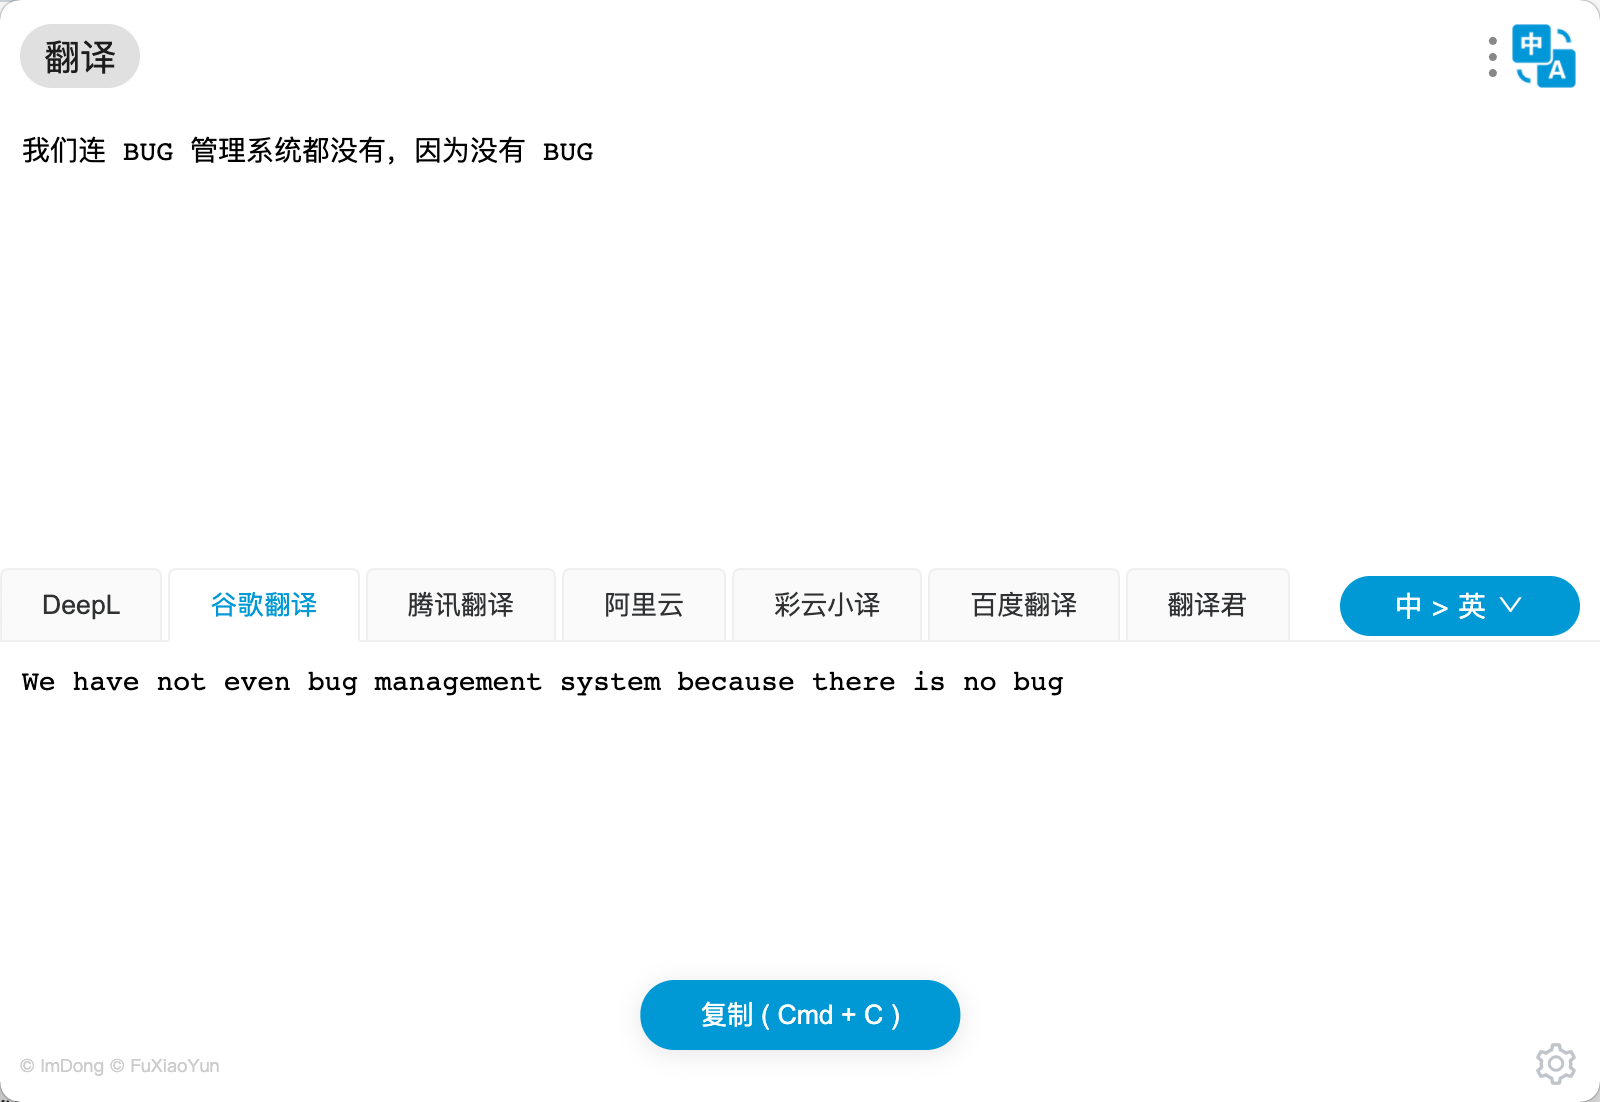 翻译
中
A
我们连 BUG 管理系统都没有，因为没有 BUG
DeepL 谷歌翻译 腾讯翻译 阿里云 彩云小译 百度翻译 翻译君 中 > 英
We have not even bug management system because there is no bug
复制 ( Cmd + C )
© ImDong © FuXiaoYun